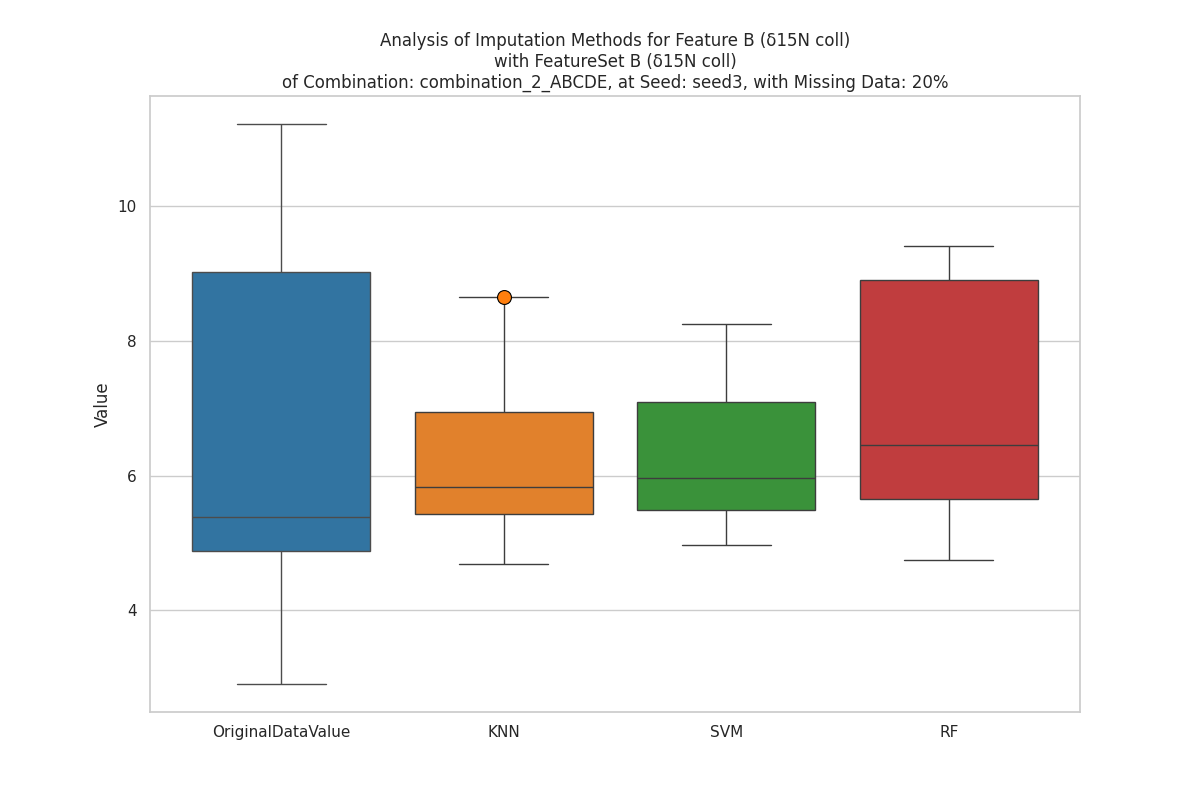 Analysis of Imputation Methods for Feature B (δ15N coll)
with FeatureSet B (δ15N coll)
of Combination: combination_2_ABCDE, at Seed: seed3, with Missing Data: 20%
10
8
6
4
Value
OriginalDataValue
KNN
SVM
RF